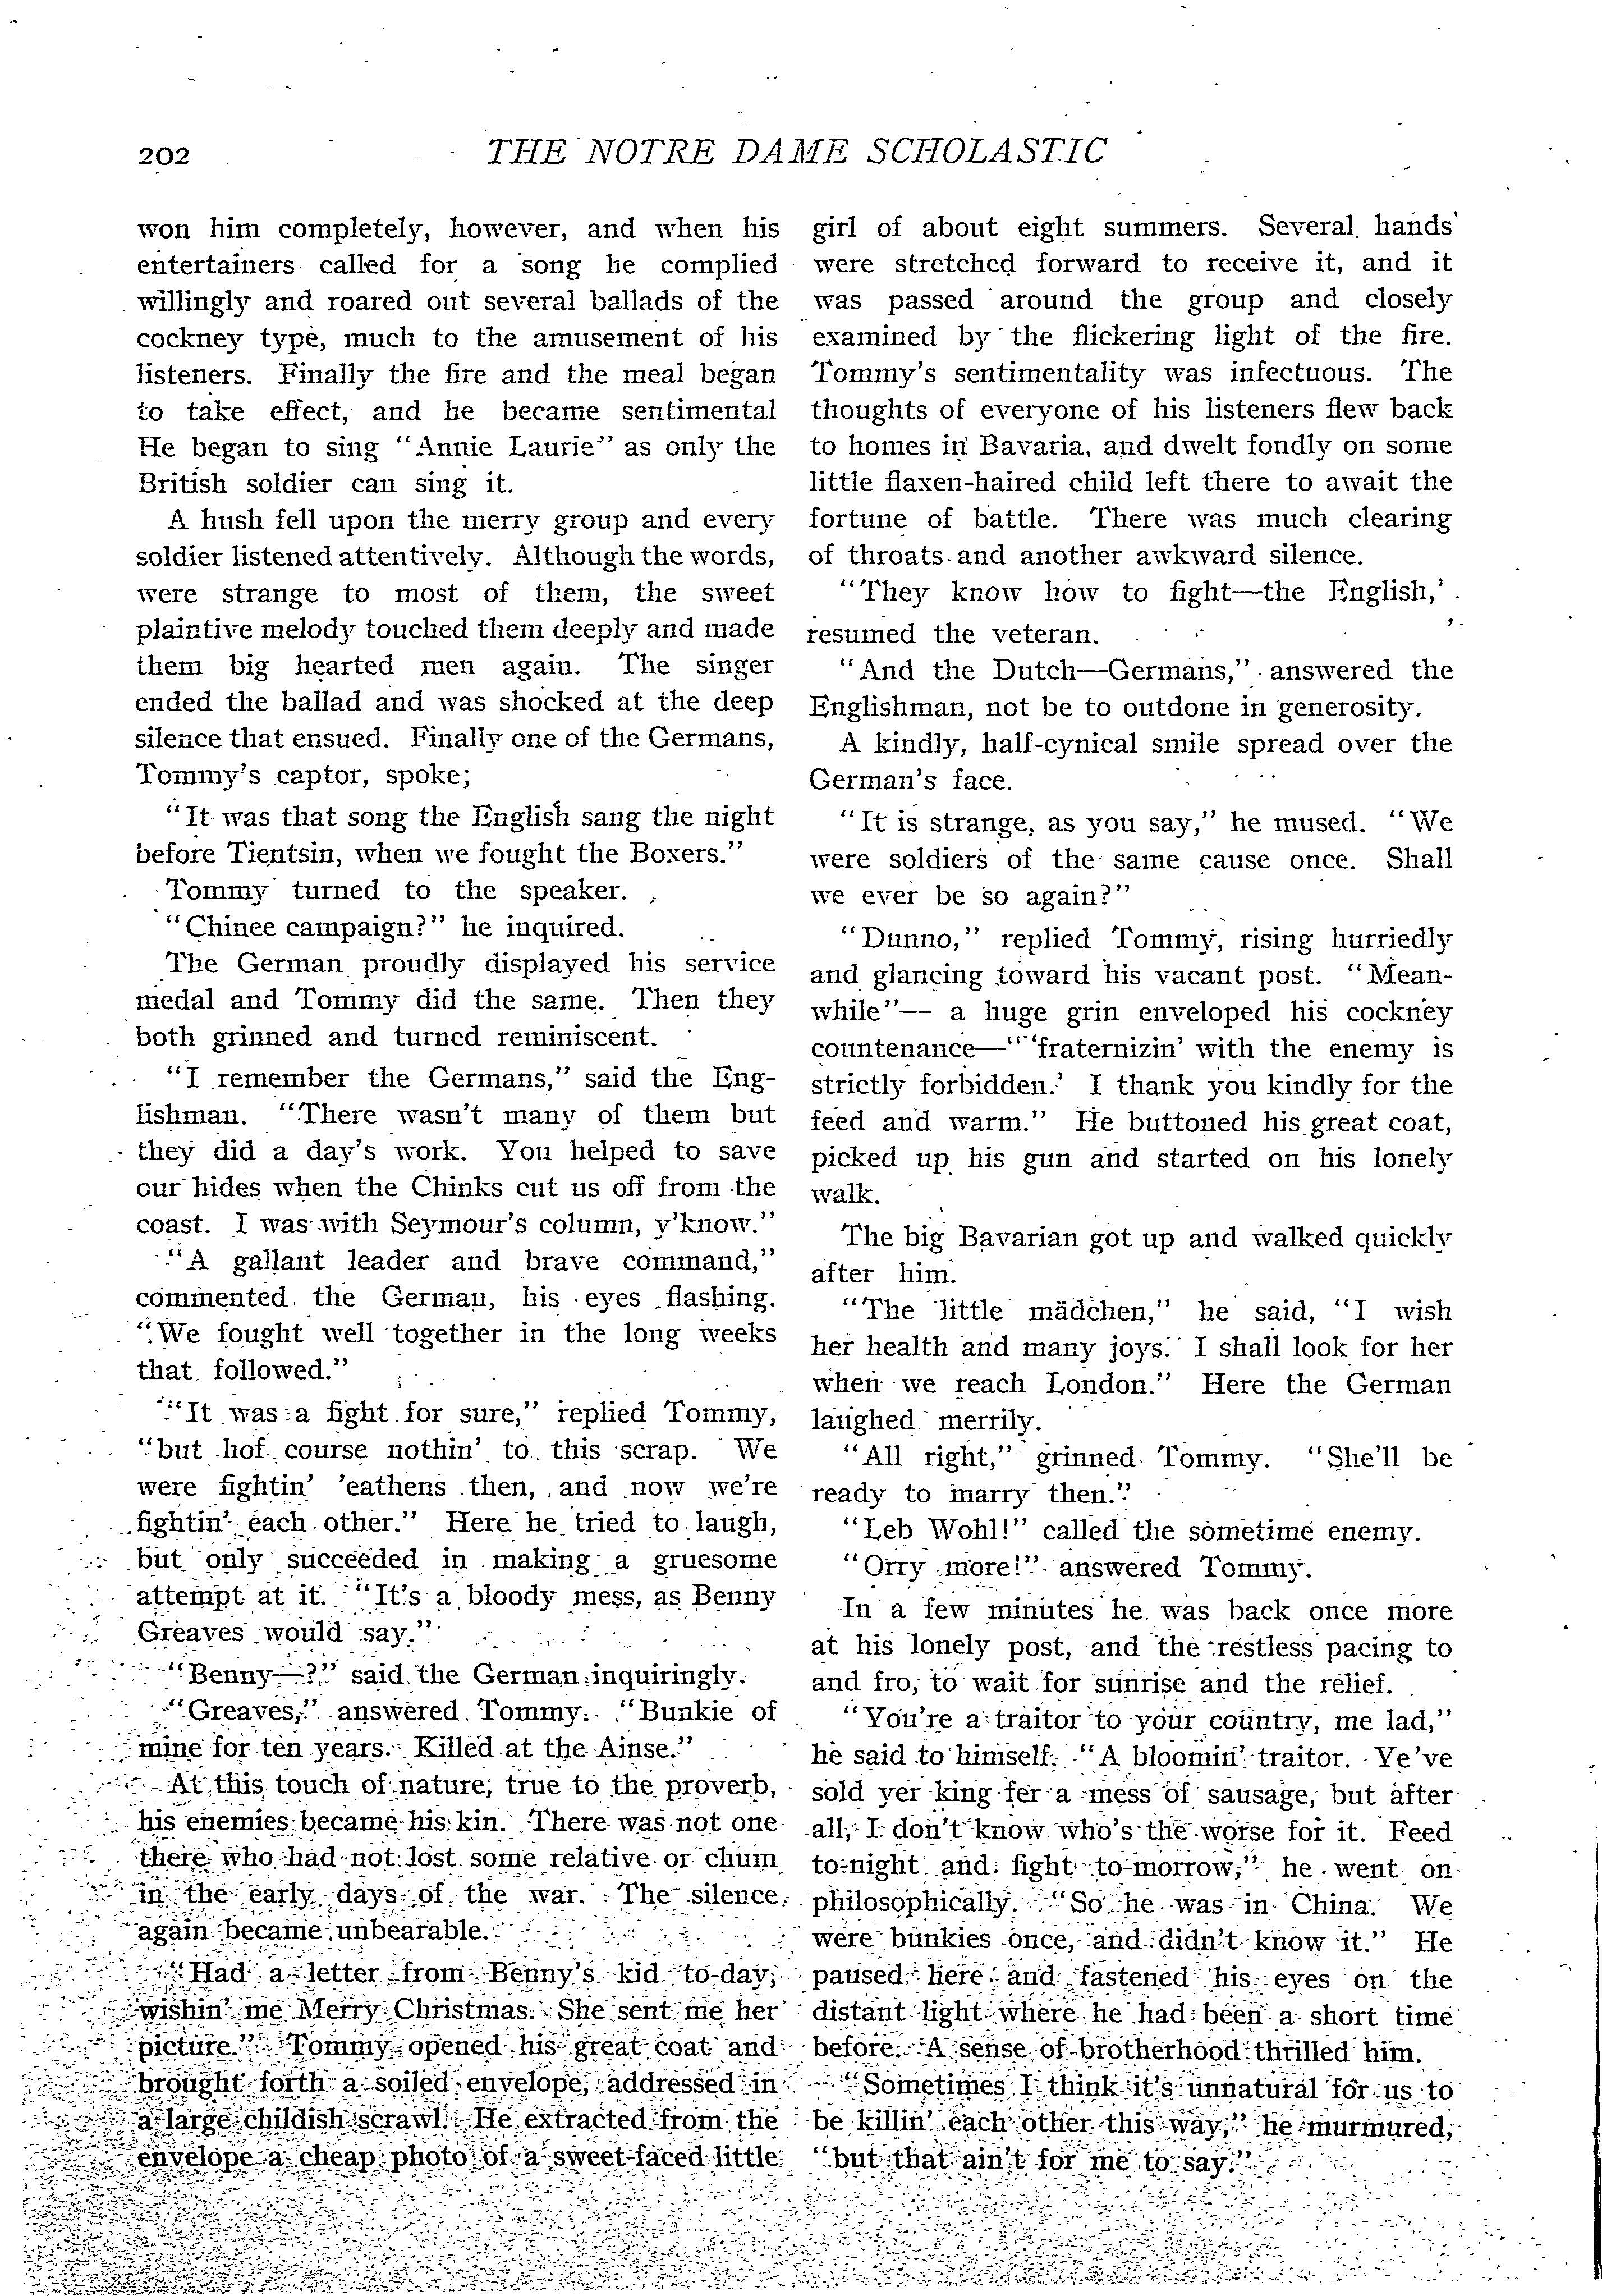 202
THE NOTRE DAME SCHOLASTIC
won him completely, however, and when his
entertainers called for a song he complied
willingly and roared out several ballads of the
cockney type, much to the amusement of his
listeners. Finally the fire and the meal began
to take effect, and he became sentimental
He began to sing "Annie Laurie" as only the
British soldier can sing it.
A hush fell upon the merry group and every
soldier listened attentively. Although the words,
were strange to most of them, the sweet
plaintive melody touched them deeply and made
them big hearted men again. The singer
ended the ballad and was shocked at the deep
silence that ensued. Finally one of the Germans,
Tommy's captor, spoke;
"It was that song the English sang the night
before Tientsin, when we fought the Boxers."
Tommy turned to the speaker.
"Chinee campaign?" he inquired.
The German proudly displayed his service
medal and Tommy did the same. Then they
both grinned and turned reminiscent.
"I remember the Germans," said the Eng-
lishman. "There wasn't many of them but
they did a day's work. You helped to save
our hides when the Chinks cut us off from the
coast. I was with Seymour's column, y'know."
"A gallant leader and brave command,"
commented the German, his eyes flashing.
"We fought well together in the long weeks
that followed."
"It was a fight for sure," replied Tommy,
"but hof course nothin' to this scrap. We
were fightin' 'eathens then, and now we're
fightin' each other." Here he tried to laugh,
but only succeeded in making a gruesome
attempt at it. "It's a bloody mess, as Benny
Greaves would say."
"Benny—?" said the German inquiringly.
"Greaves," answered Tommy. "Bunkie of
mine for ten years. Killed at the Ainse."
At this touch of nature, true to the proverb,
his enemies became his kin. There was not one
there who had not lost some relative or chum
in the early days of the war. The silence
again became unbearable.
"Had a letter from Benny's kid to-day,
wishin' me Merry Christmas. She sent me her
picture." Tommy opened his great coat and
brought forth a soiled envelope, addressed in
a large childish scrawl. He extracted from the
envelope a cheap photo of a sweet-faced little
girl of about eight summers. Several hands
were stretched forward to receive it, and it
was passed around the group and closely
examined by the flickering light of the fire.
Tommy's sentimentality was infectuous. The
thoughts of everyone of his listeners flew back
to homes in Bavaria, and dwelt fondly on some
little flaxen-haired child left there to await the
fortune of battle. There was much clearing
of throats and another awkward silence.
"They know how to fight—the English,'
resumed the veteran.
"And the Dutch—Germans," answered the
Englishman, not be to outdone in generosity.
A kindly, half-cynical smile spread over the
German's face.
"It is strange, as you say," he mused. "We
were soldiers of the same cause once. Shall
we ever be so again?"
"Dunno," replied Tommy, rising hurriedly
and glancing toward his vacant post. "Mean-
while"— a huge grin enveloped his cockney
countenance—"'fraternizin' with the enemy is
strictly forbidden.' I thank you kindly for the
feed and warm." He buttoned his great coat,
picked up his gun and started on his lonely
walk.
The big Bavarian got up and walked quickly
after him.
"The little mädchen," he said, "I wish
her health and many joys. I shall look for her
when we reach London." Here the German
laughed merrily.
"All right," grinned Tommy. "She'll be
ready to marry then."
"Leb Wohl!" called the sometime enemy.
"Orry more!" answered Tommy.
In a few minutes he was back once more
at his lonely post, and the restless pacing to
and fro, to wait for sunrise and the relief.
"You're a traitor to your country, me lad,"
he said to himself. "A bloomin' traitor. Ye've
sold yer king fer a mess of sausage, but after
all, I don't know who's the worse for it. Feed
to-night and fight to-morrow," he went on
philosophically. "So he was in China. We
were bunkies once, and didn't know it." He
paused here and fastened his eyes on the
distant light where he had been a short time
before. A sense of brotherhood thrilled him.
"Sometimes I think it's unnatural for us to
be killin' each other this way," he murmured,
"but that ain't for me to say."